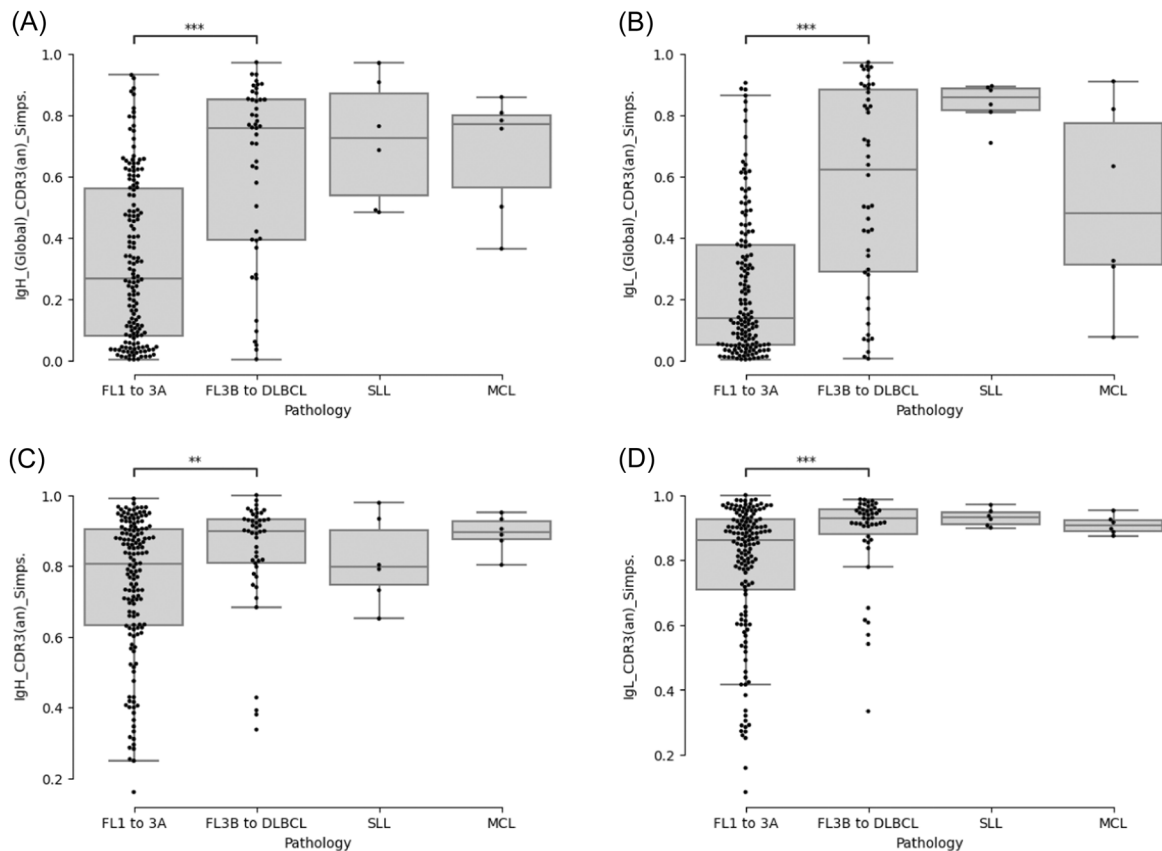 (A)
***
1.0
0.8
0.6
0.4
0.2
0.0
IgH_(Global)_CDR3(an)_Simps.
FL1 to 3A FL3B to DLBCL SLL MCL
Pathology
(B)
***
1.0
0.8
0.6
0.4
0.2
0.0
IgL_(Global)_CDR3(an)_Simps.
FL1 to 3A FL3B to DLBCL SLL MCL
Pathology
(C)
**
1.0
0.8
0.6
0.4
0.2
IgH_CDR3(an)_Simps.
FL1 to 3A FL3B to DLBCL SLL MCL
Pathology
(D)
***
1.0
0.8
0.6
0.4
0.2
IgL_CDR3(an)_Simps.
FL1 to 3A FL3B to DLBCL SLL MCL
Pathology